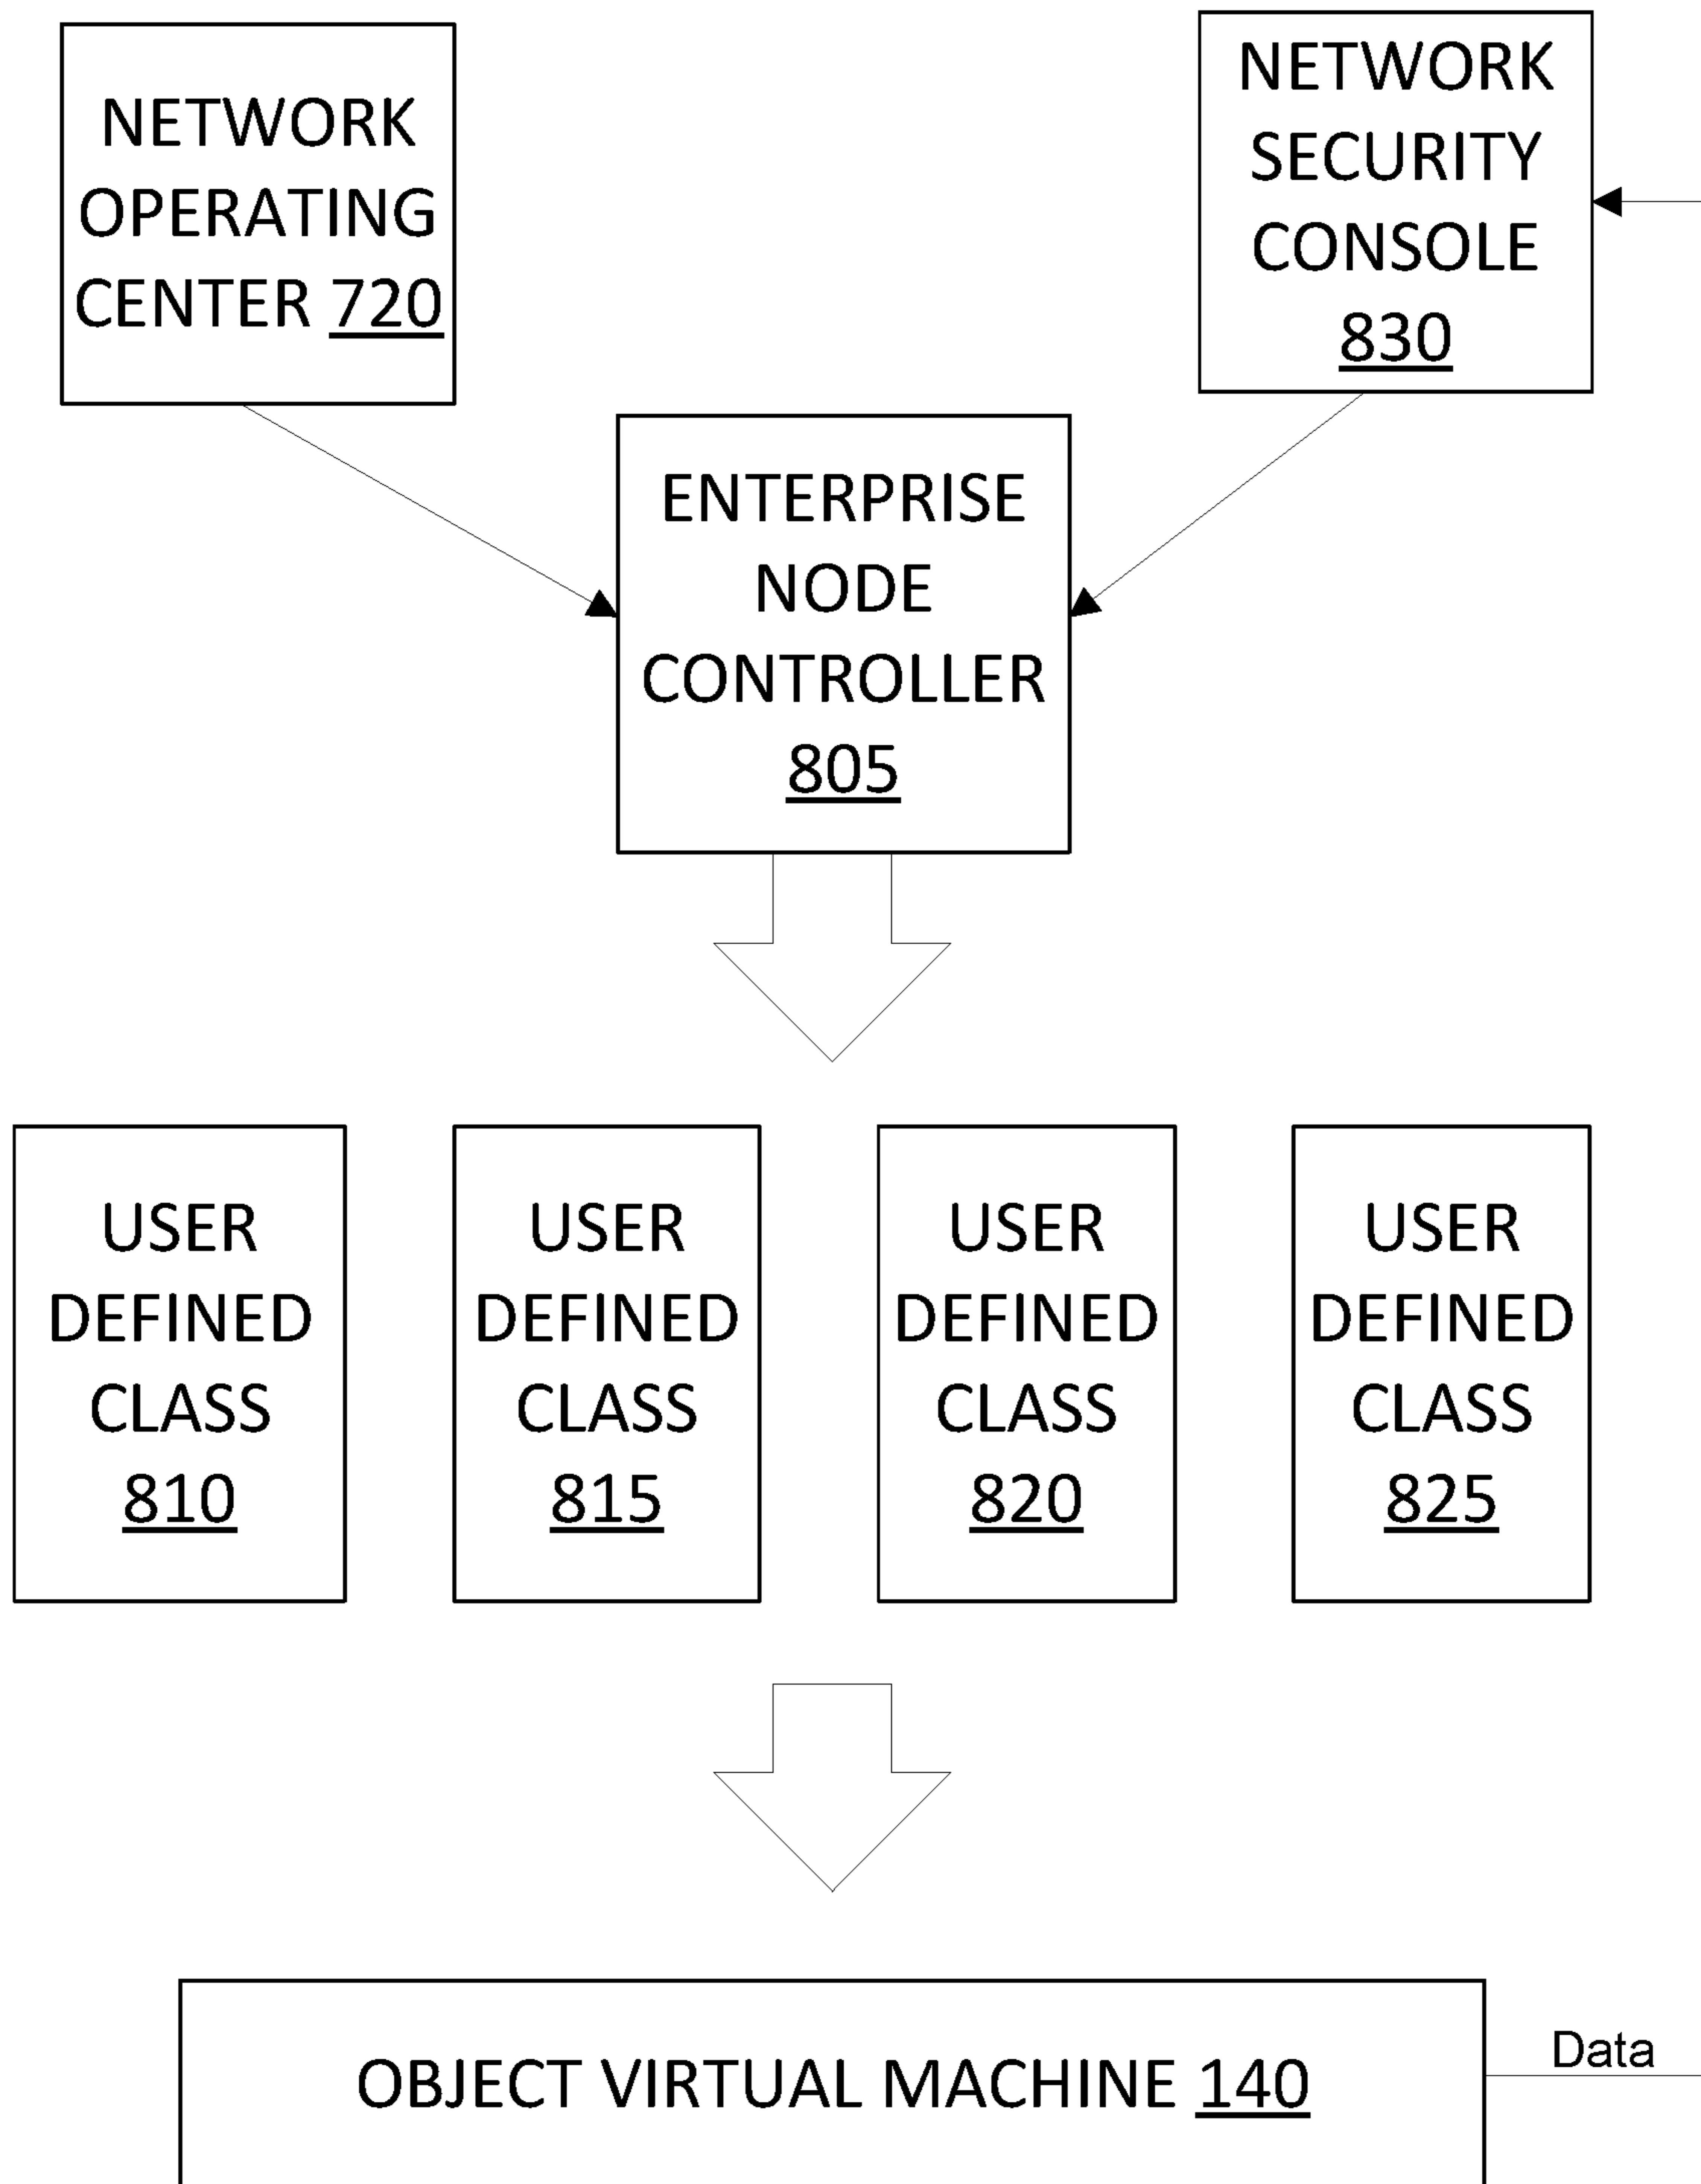 NETWORK
OPERATING
CENTER 720
NETWORK
SECURITY
CONSOLE
830
ENTERPRISE
NODE
CONTROLLER
805
USER
DEFINED
CLASS
810
USER
DEFINED
CLASS
815
USER
DEFINED
CLASS
820
USER
DEFINED
CLASS
825
OBJECT VIRTUAL MACHINE 140
Data